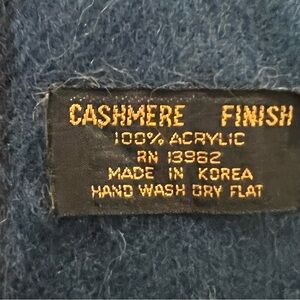 CASHMERE FINISH
100% ACRYLIC
RN 13962
MADE IN KOREA
HAND WASH DRY FLAT